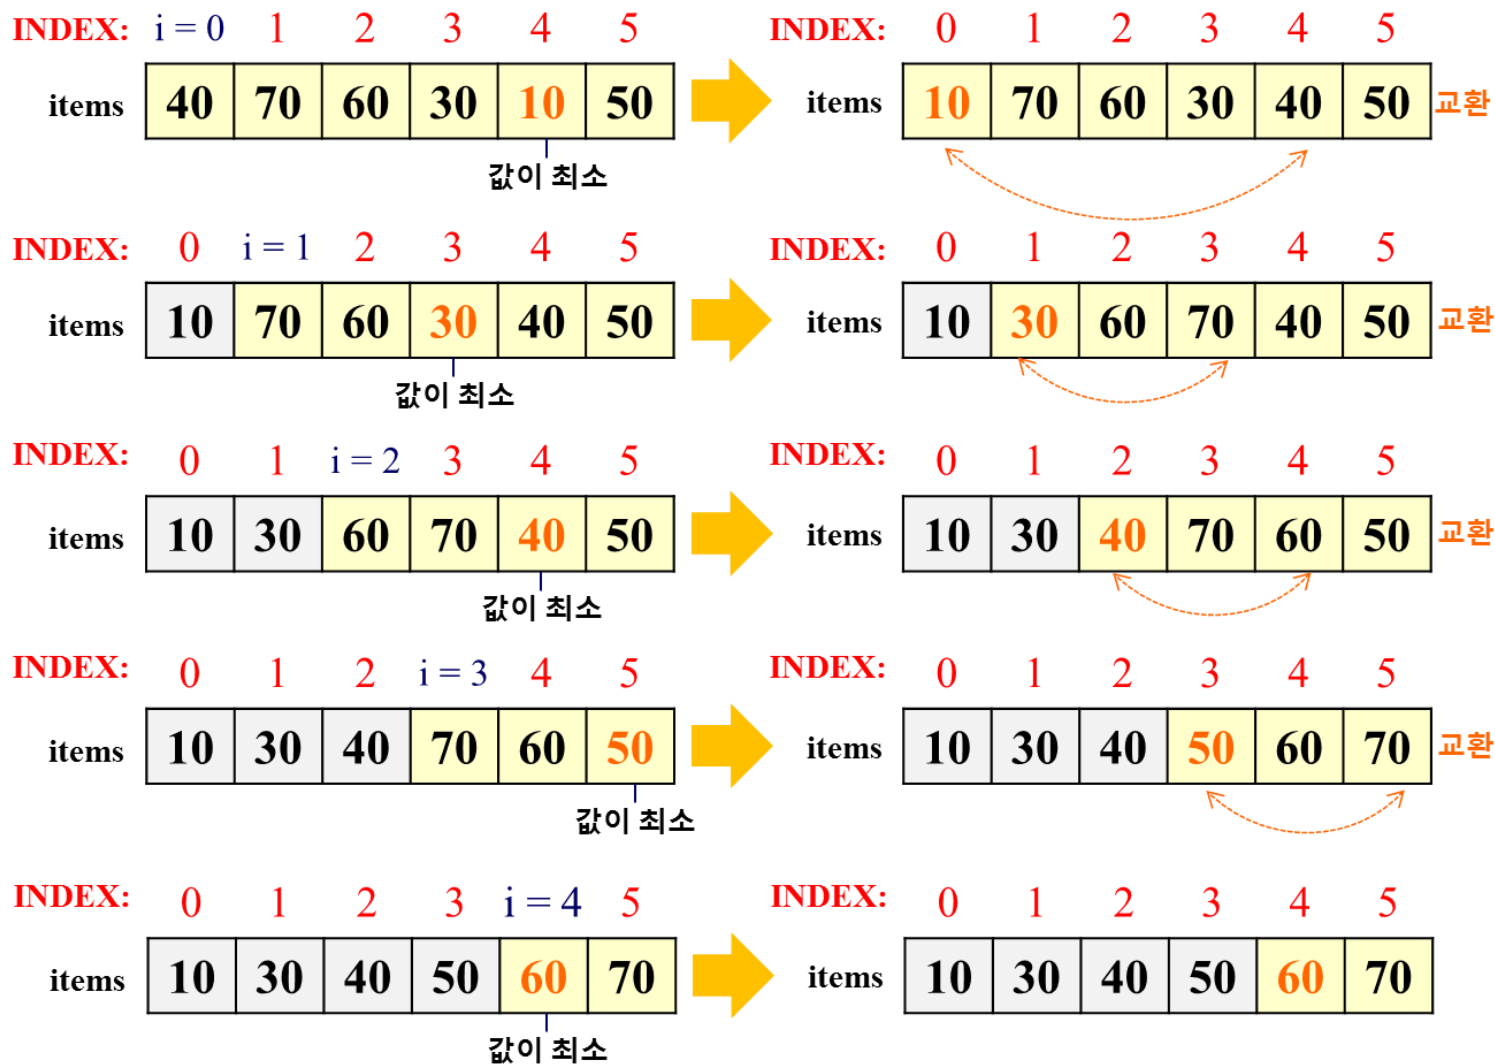 INDEX: i = 0 1 2 3 4 5 INDEX: 0 1 2 3 4 5
items 40 70 60 30 10 50 items 10 70 60 30 40 50 교환
값이 최소
INDEX: 0 i = 1 2 3 4 5 INDEX: 0 1 2 3 4 5
items 10 70 60 30 40 50 items 10 30 60 70 40 50 교환
값이 최소
INDEX: 0 1 i = 2 3 4 5 INDEX: 0 1 2 3 4 5
items 10 30 60 70 40 50 items 10 30 40 70 60 50 교환
값이 최소
INDEX: 0 1 2 i = 3 4 5 INDEX: 0 1 2 3 4 5
items 10 30 40 70 60 50 items 10 30 40 50 60 70 교환
값이 최소
INDEX: 0 1 2 3 i = 4 5 INDEX: 0 1 2 3 4 5
items 10 30 40 50 60 70 items 10 30 40 50 60 70
값이 최소